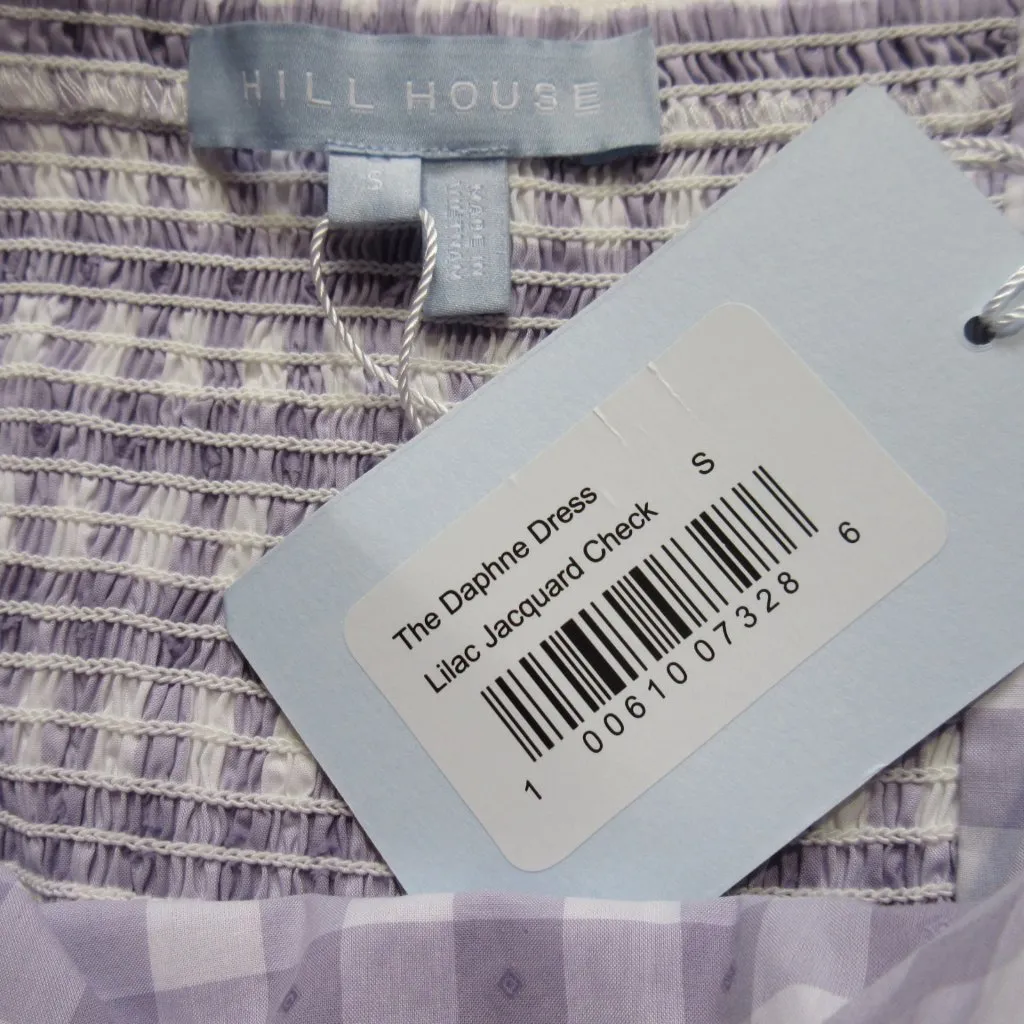 HILL HOUSE
S
MADE IN
VIETNAM
The Daphne Dress
Lilac Jacquard Check S
1 00610 07328 6